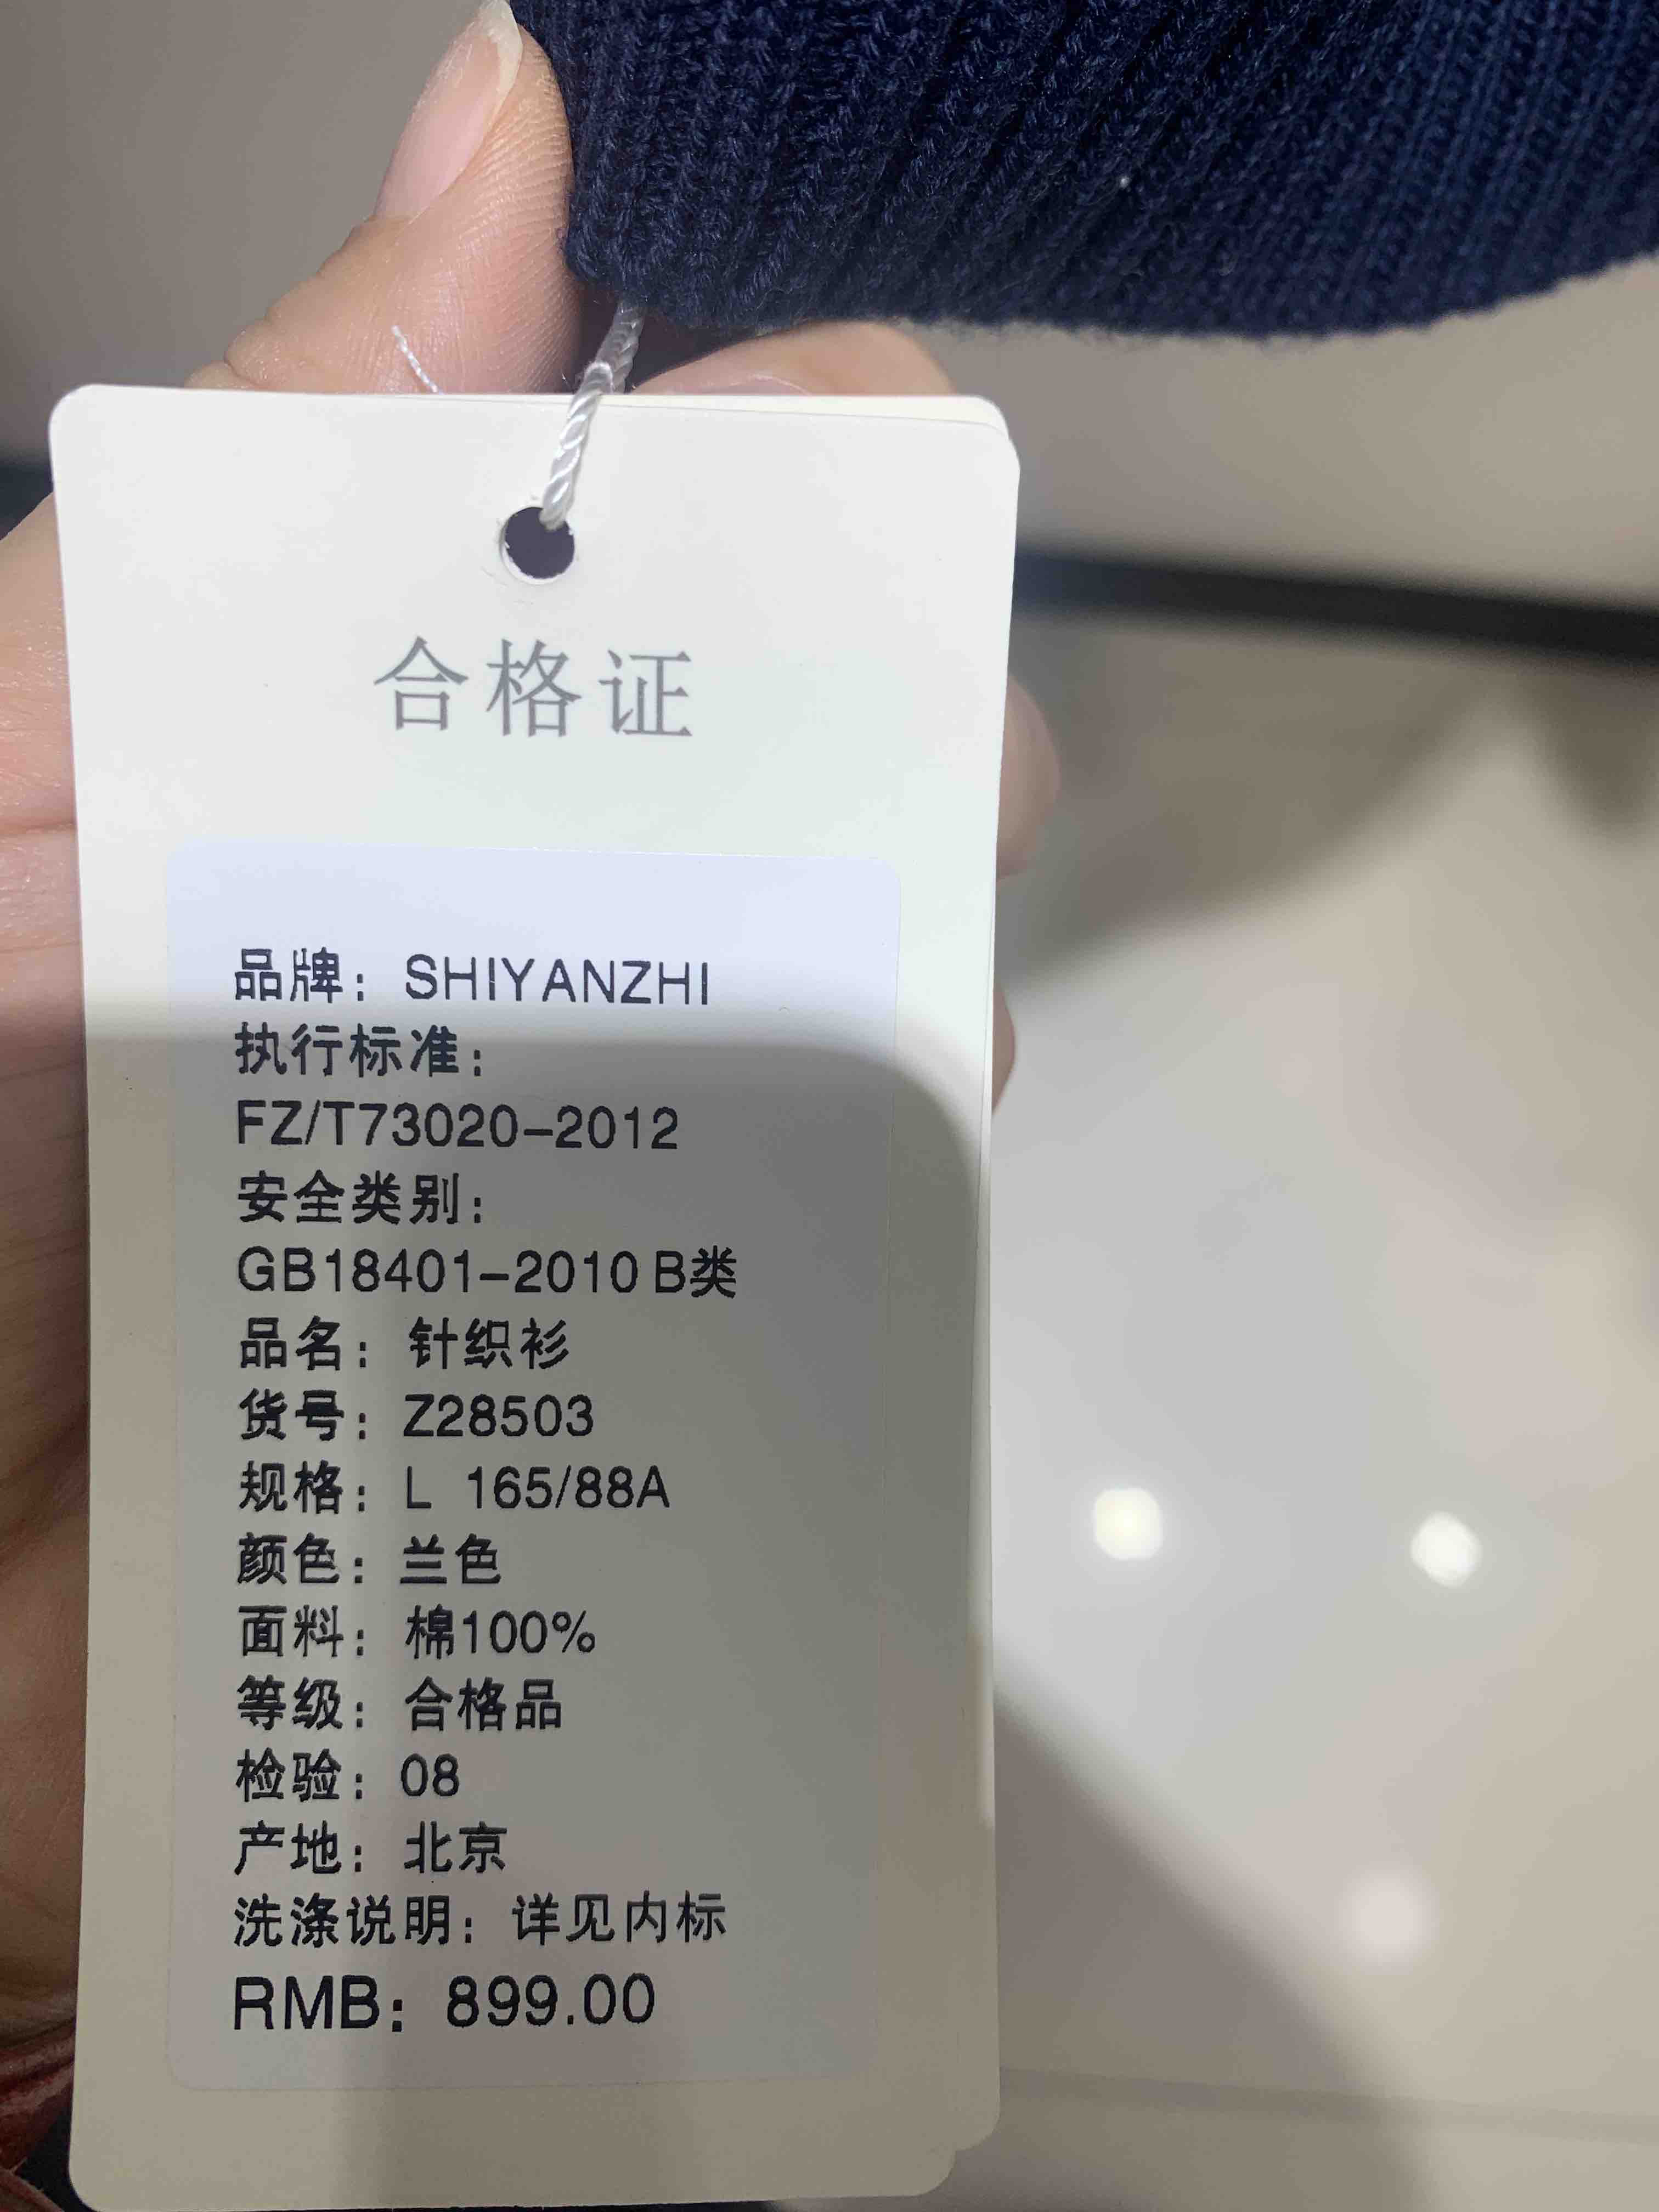 合格证
品牌：SHIYANZHI
执行标准：
FZ/T73020-2012
安全类别：
GB18401-2010 B类
品名：针织衫
货号：Z28503
规格：L 165/88A
颜色：兰色
面料：棉100%
等级：合格品
检验：08
产地：北京
洗涤说明：详见内标
RMB：899.00